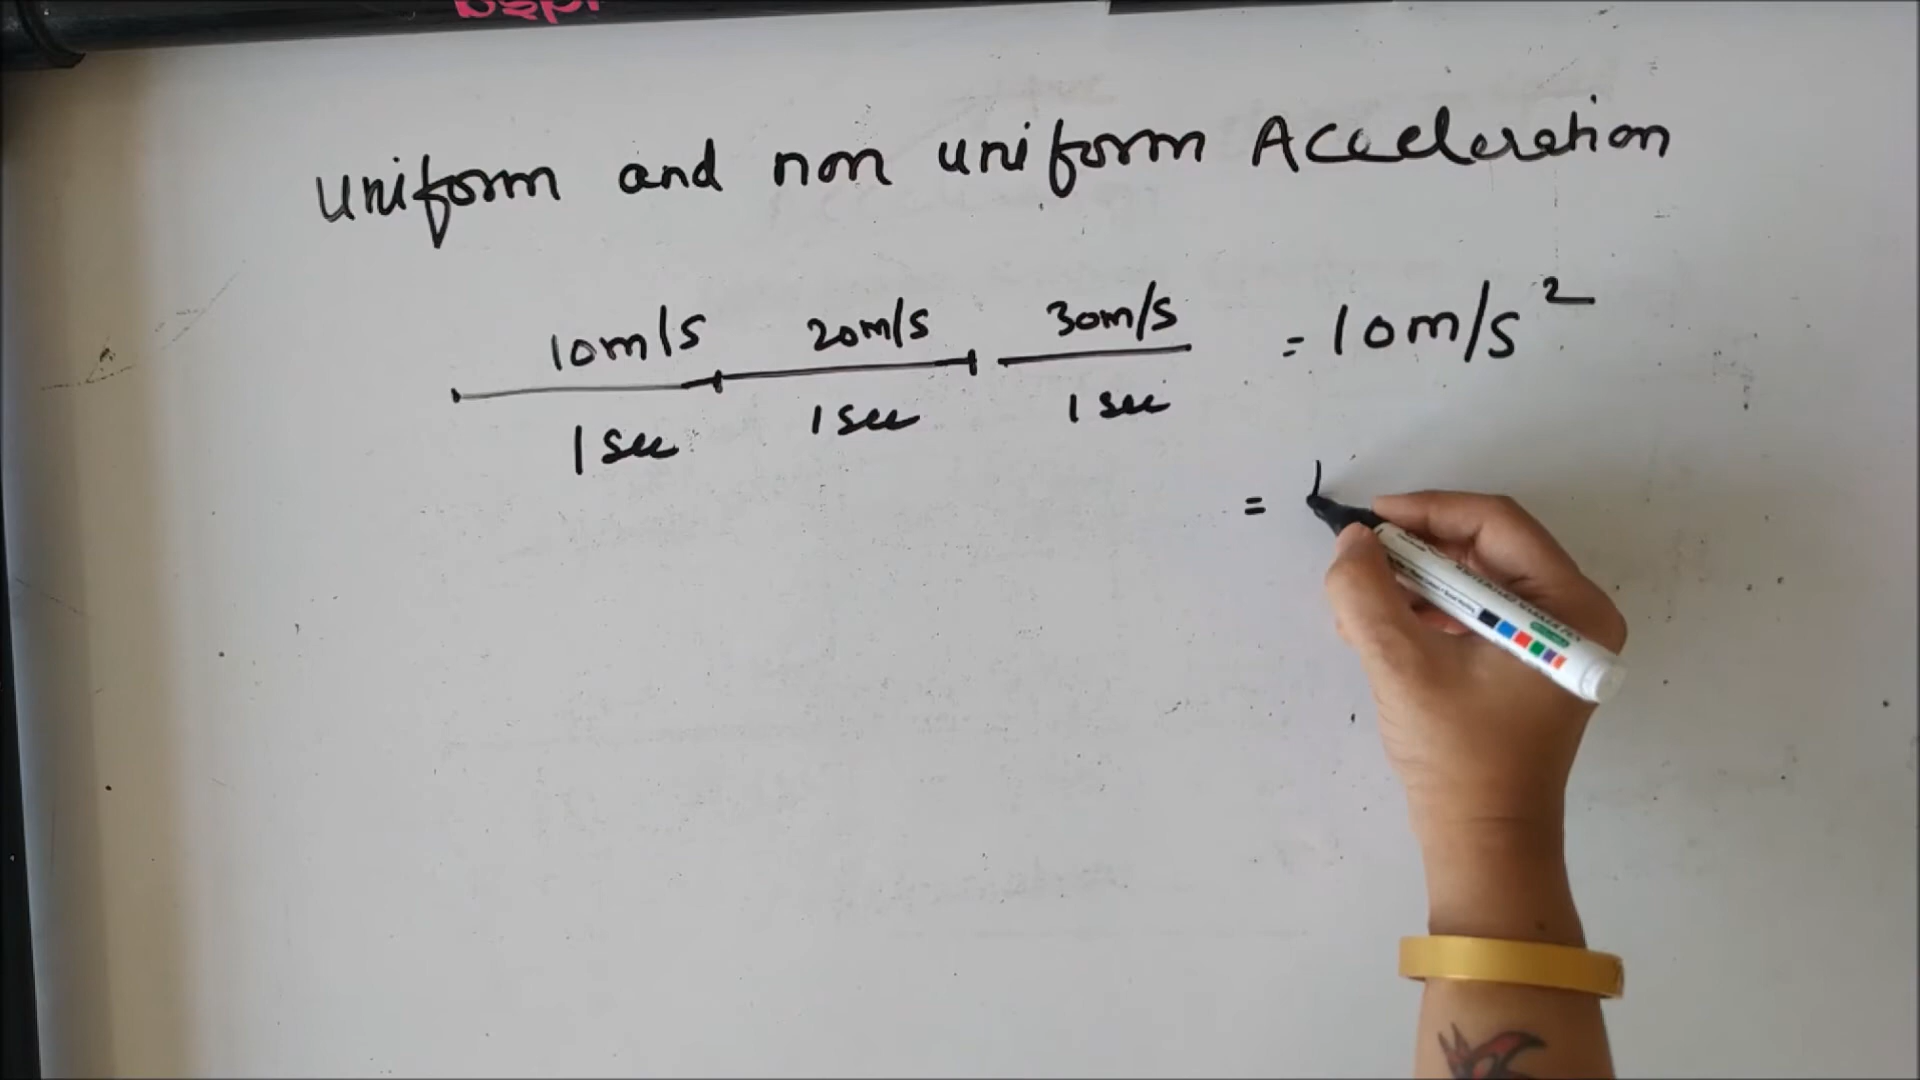 uniform and non uniform Acceleration
10m/s 20m/s 30m/s = 10m/s²
1 sec 1 sec 1 sec
=